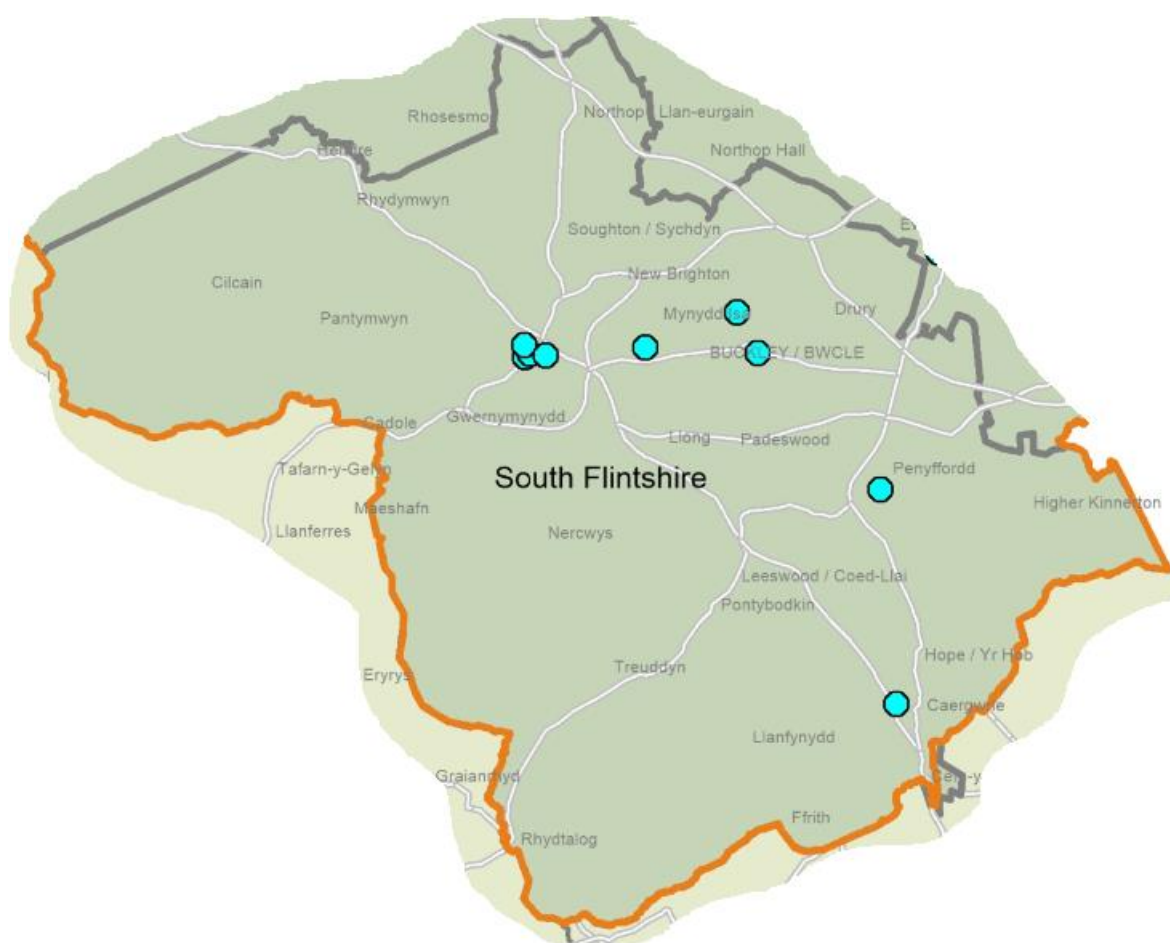 Rhosesmor
Northop / Llan-eurgain
Northop Hall
Rhydymwyn
Soughton / Sychdyn
New Brighton
Cilcain
Pantymwyn
Drury
BUCKLEY / BWCLE
Cadole
Gwernymynydd
Llong
Padeswood
Tafarn-y-Gelyn
South Flintshire
Penyffordd
Maeshafn
Higher Kinnerton
Llanferres
Nercwys
Leeswood / Coed-Llai
Pontybodkin
Hope / Yr Hob
Treuddyn
Eryrys
Caergwrle
Llanfynydd
Graianrhyd
Ffrith
Rhydtalog